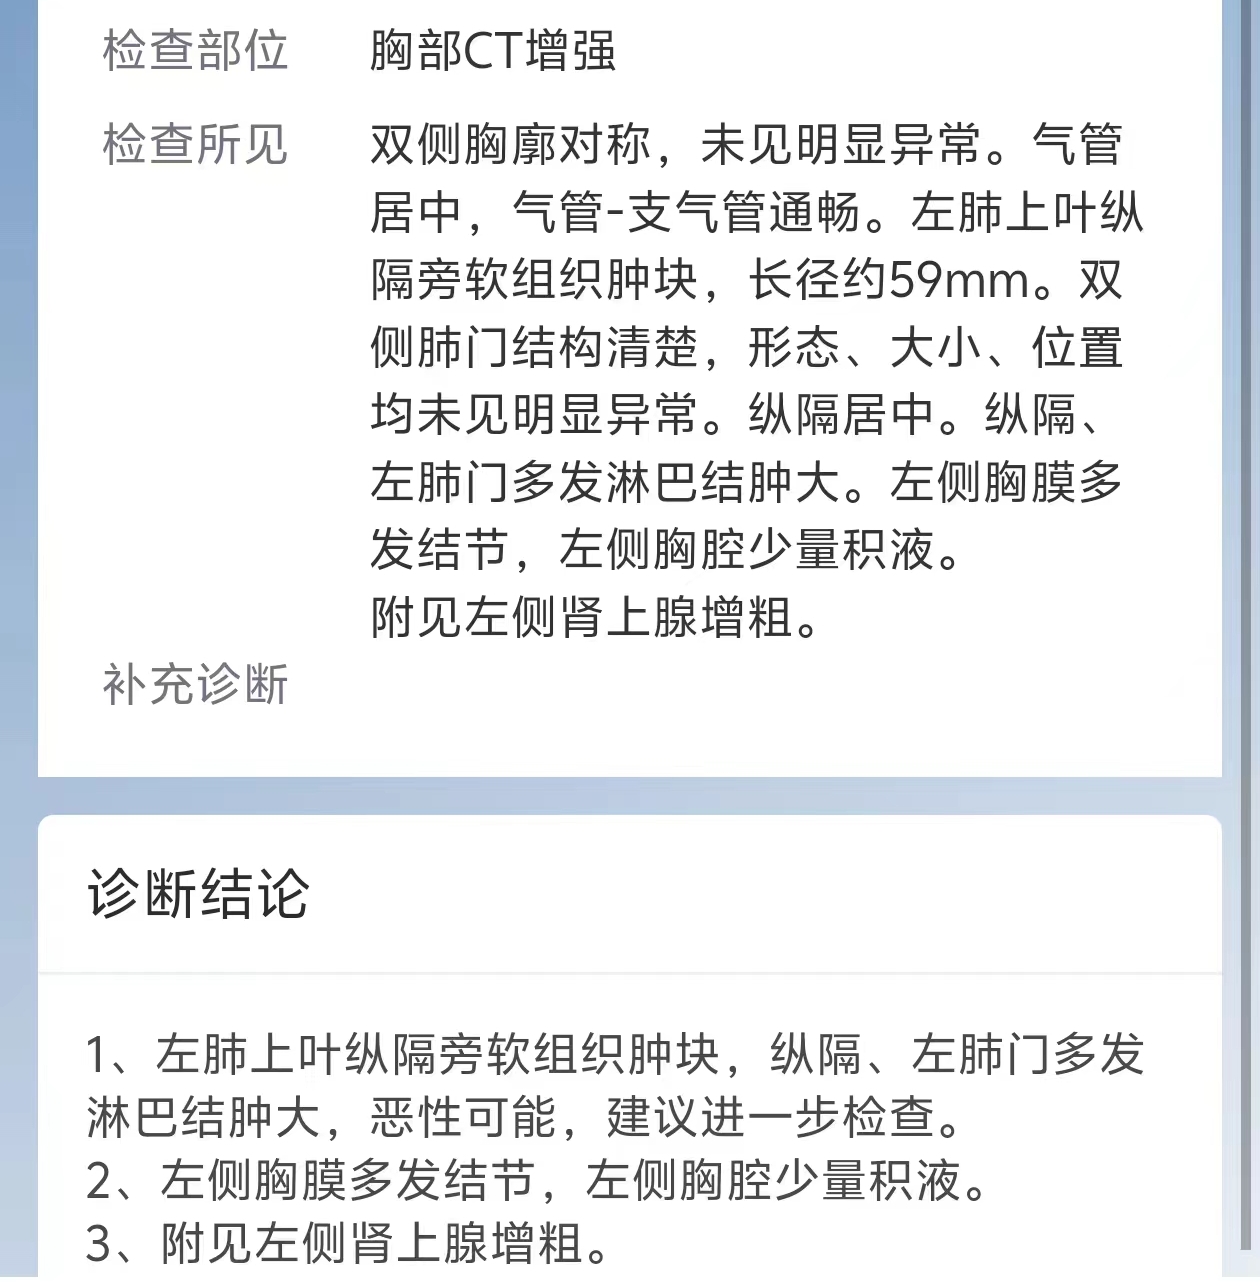 检查部位 胸部CT增强
检查所见 双侧胸廓对称，未见明显异常。气管
居中，气管-支气管通畅。左肺上叶纵
隔旁软组织肿块，长径约59mm。双
侧肺门结构清楚，形态、大小、位置
均未见明显异常。纵隔居中。纵隔、
左肺门多发淋巴结肿大。左侧胸膜多
发结节，左侧胸腔少量积液。
附见左侧肾上腺增粗。
补充诊断
诊断结论
1、左肺上叶纵隔旁软组织肿块，纵隔、左肺门多发
淋巴结肿大，恶性可能，建议进一步检查。
2、左侧胸膜多发结节，左侧胸腔少量积液。
3、附见左侧肾上腺增粗。